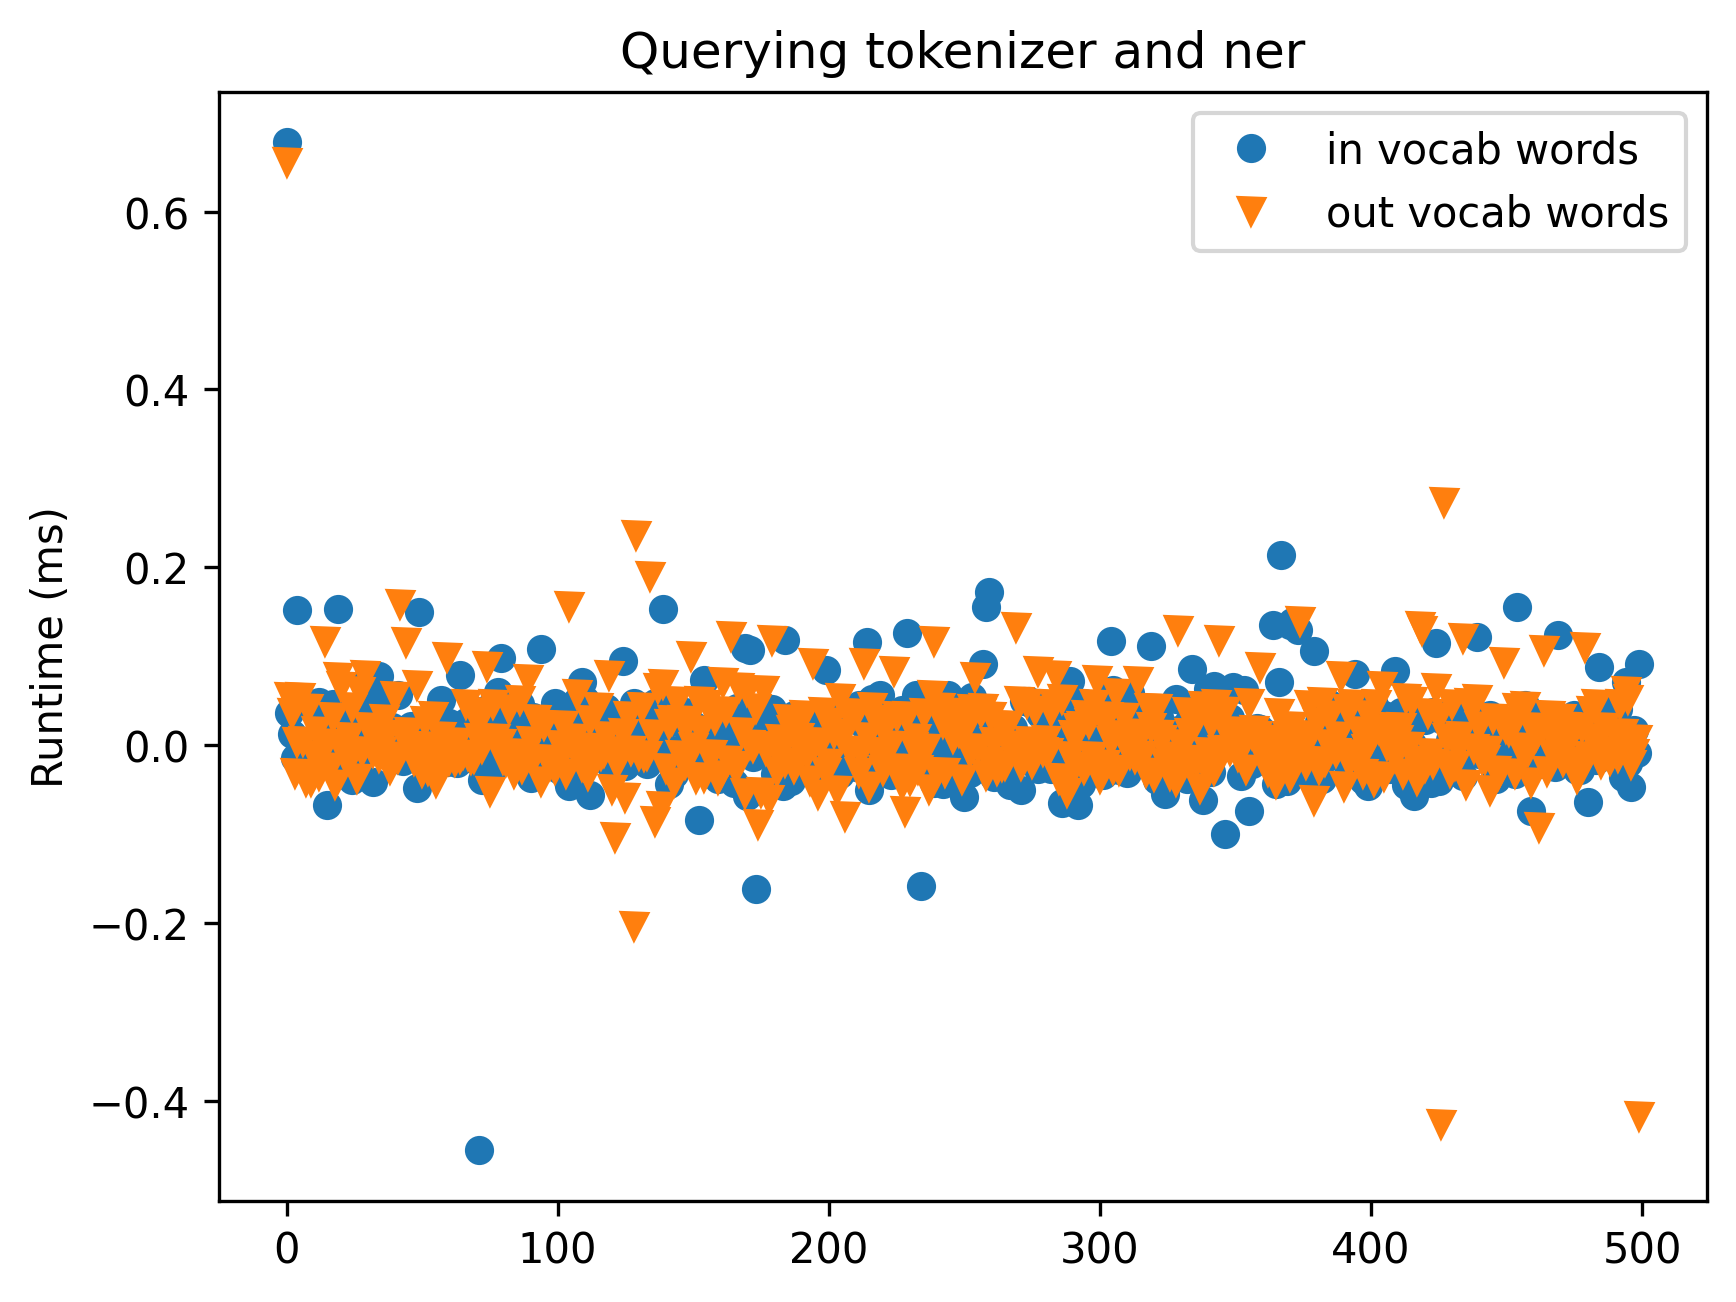 Querying tokenizer and ner
in vocab words
out vocab words
Runtime (ms)
0.6
0.4
0.2
0.0
−0.2
−0.4
0 100 200 300 400 500